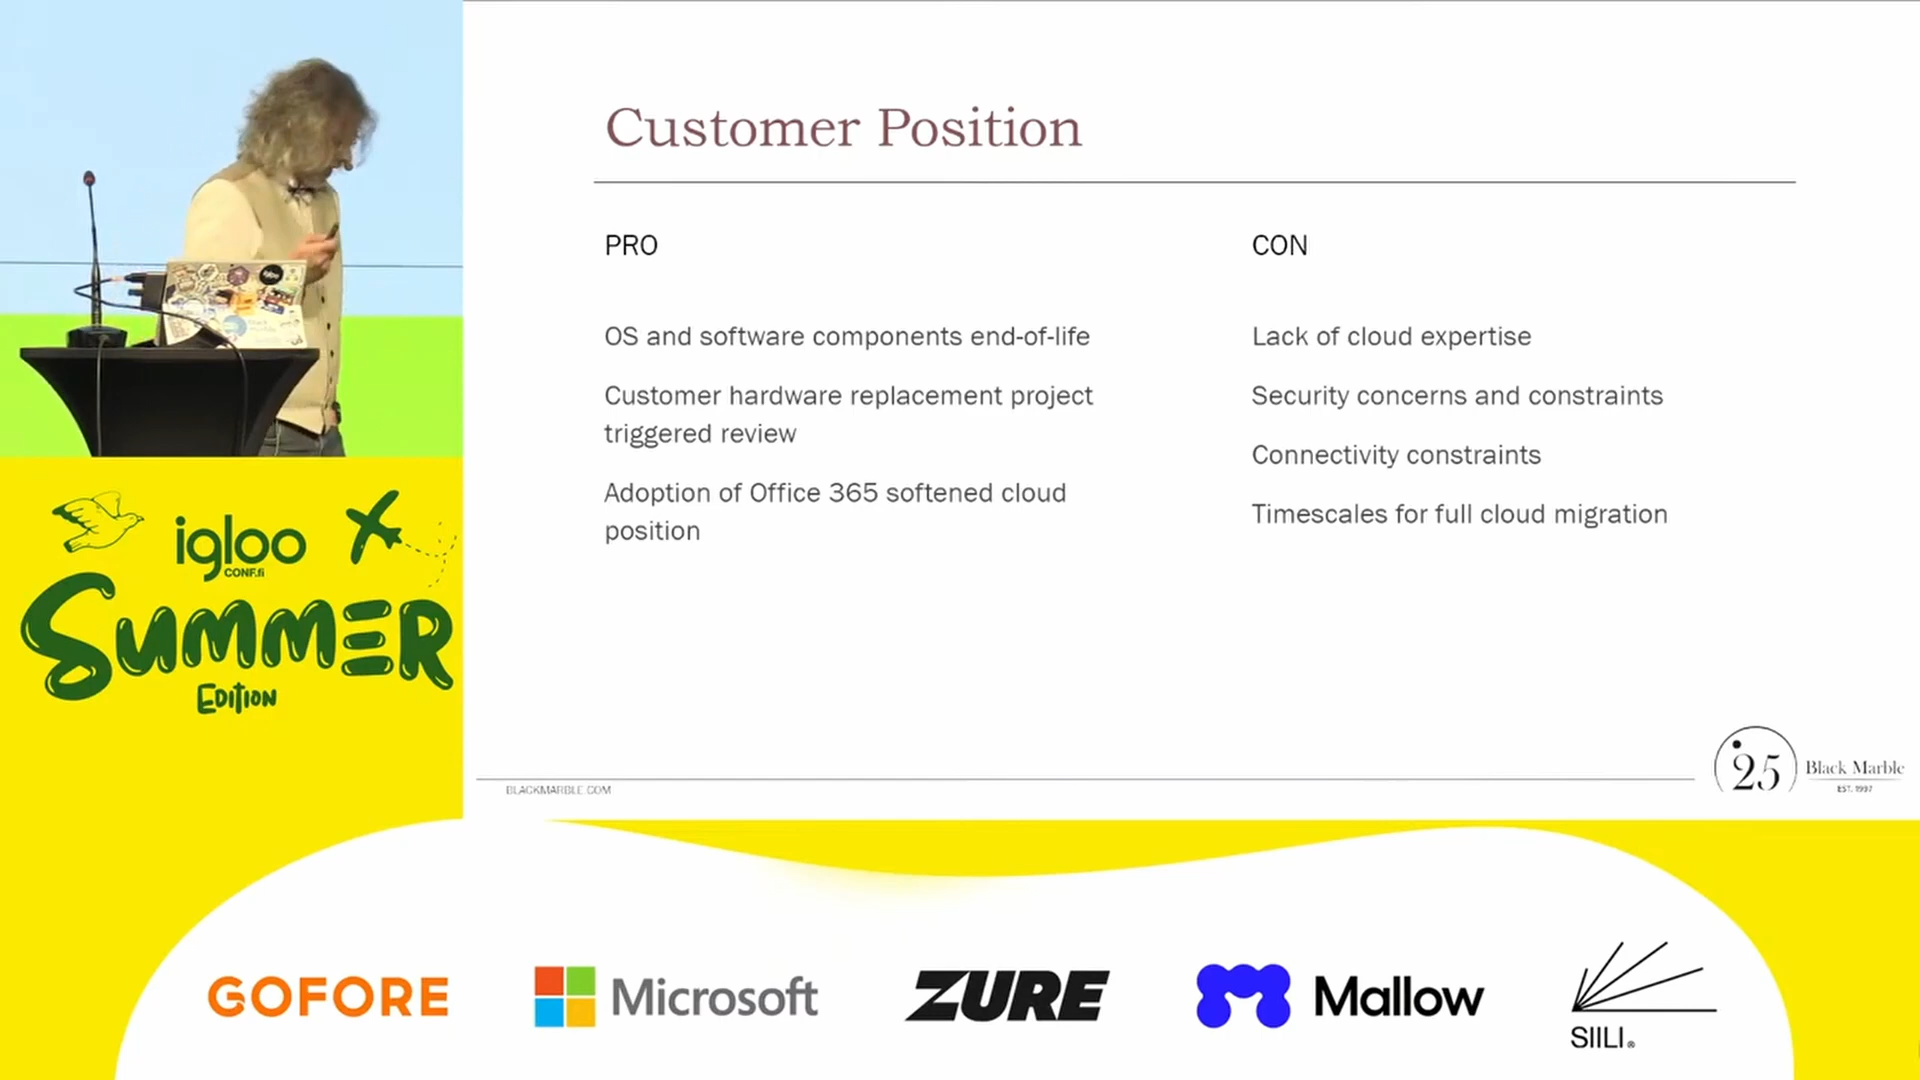 Customer Position
PRO
OS and software components end-of-life
Customer hardware replacement project
triggered review
Adoption of Office 365 softened cloud
position
CON
Lack of cloud expertise
Security concerns and constraints
Connectivity constraints
Timescales for full cloud migration
BLACKMARBLE.COM
25
Black Marble
EST. 1997
igloo
CONF.fi
SUMMER
EDITION
GOFORE
Microsoft
ZURE
Mallow
SIILI®